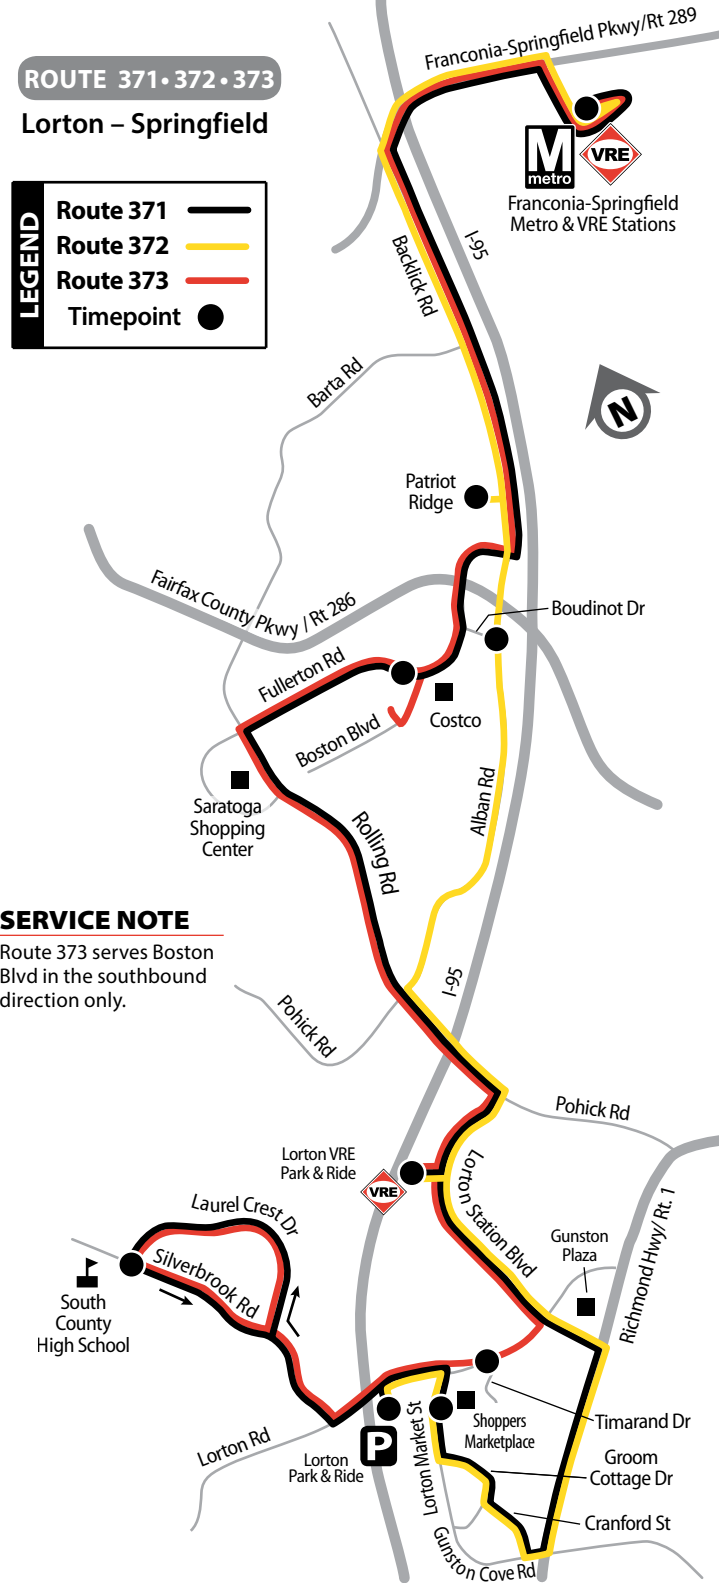 Franconia-Springfield Pkwy/Rt 289
ROUTE 371 • 372 • 373
Lorton – Springfield
LEGEND
Route 371
Route 372
Route 373
Timepoint
M
metro
VRE
Franconia-Springfield
Metro & VRE Stations
I-95
Backlick Rd
Barta Rd
N
Patriot
Ridge
Fairfax County Pkwy / Rt 286
Boudinot Dr
Fullerton Rd
Costco
Boston Blvd
Saratoga
Shopping
Center
Alban Rd
Rolling Rd
SERVICE NOTE
Route 373 serves Boston
Blvd in the southbound
direction only.
I-95
Pohick Rd
Pohick Rd
Lorton VRE
Park & Ride
VRE
Lorton Station Blvd
Richmond Hwy/ Rt. 1
Laurel Crest Dr
Silverbrook Rd
Gunston
Plaza
South
County
High School
Timarand Dr
Shoppers
Marketplace
Lorton Market St
Lorton Rd
P
Lorton
Park & Ride
Groom
Cottage Dr
Cranford St
Gunston Cove Rd